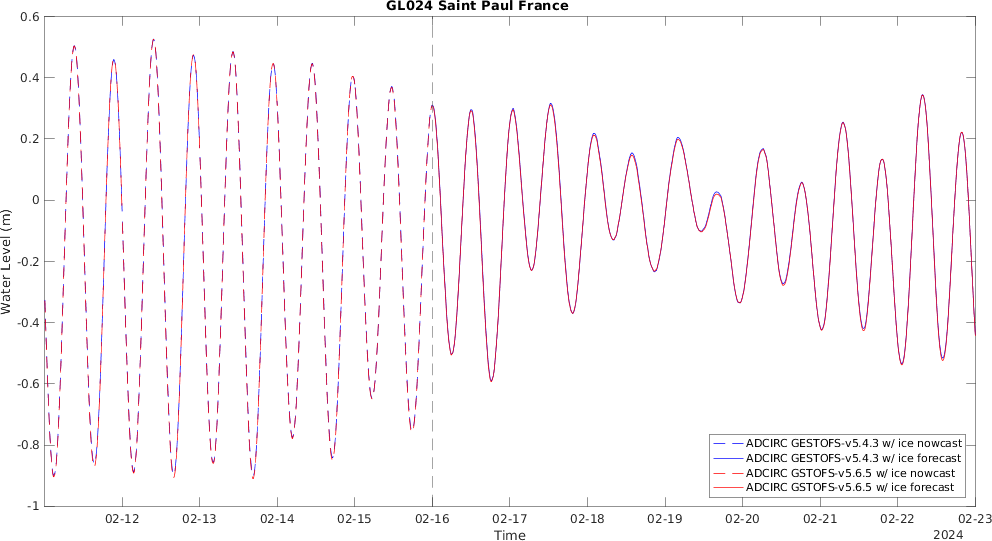 GL024 Saint Paul France
0.6
0.4
0.2
0
-0.2
-0.4
-0.6
-0.8
-1
Water Level (m)
ADCIRC GESTOFS-v5.4.3 w/ ice nowcast
ADCIRC GESTOFS-v5.4.3 w/ ice forecast
ADCIRC GSTOFS-v5.6.5 w/ ice nowcast
ADCIRC GSTOFS-v5.6.5 w/ ice forecast
02-12 02-13 02-14 02-15 02-16 02-17 02-18 02-19 02-20 02-21 02-22 02-23
Time
2024